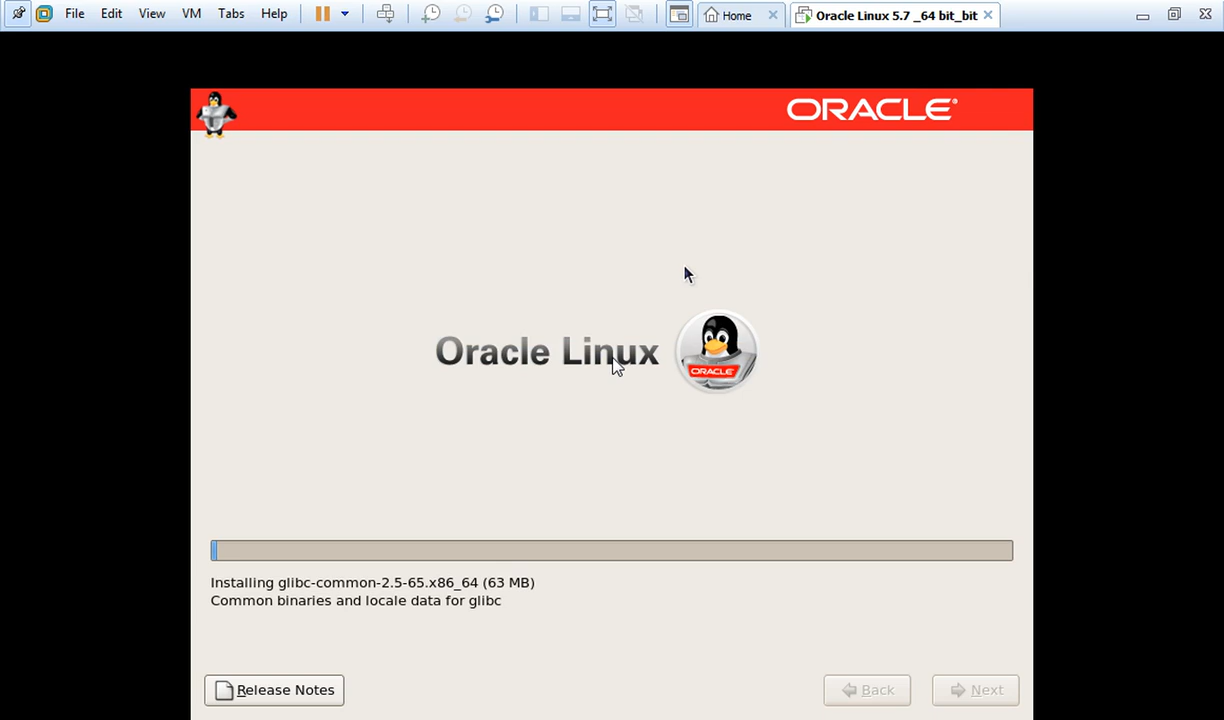 File Edit View VM Tabs Help Home Oracle Linux 5.7 _64 bit_bit
ORACLE®
Oracle Linux ORACLE
Installing glibc-common-2.5-65.x86_64 (63 MB)
Common binaries and locale data for glibc
Release Notes Back Next